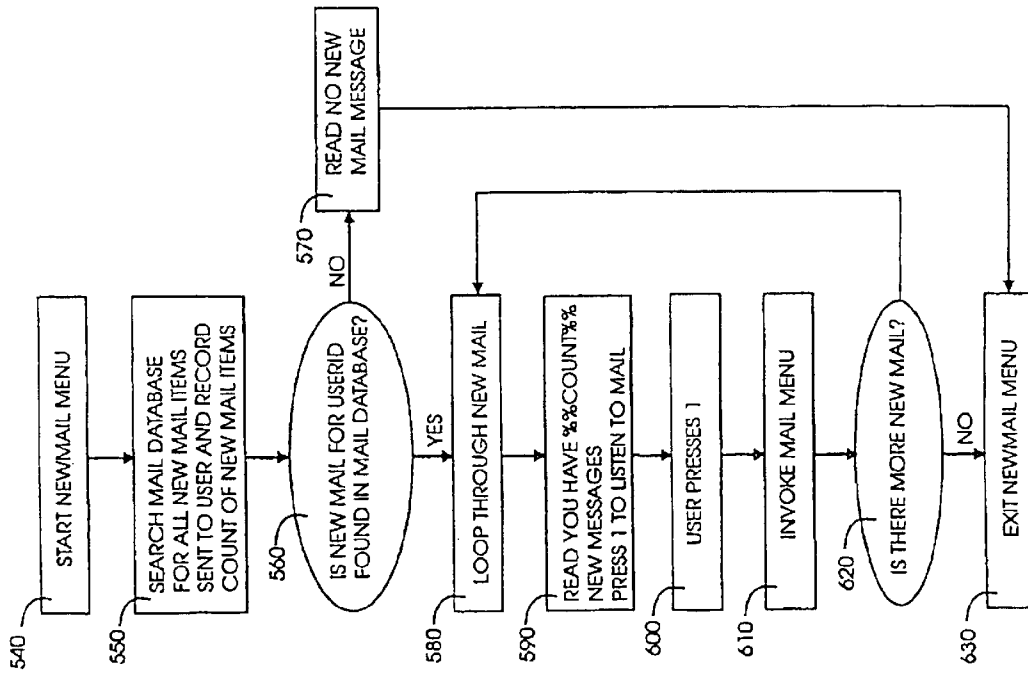 540
START NEWMAIL MENU
550
SEARCH MAIL DATABASE
FOR ALL NEW MAIL ITEMS
SENT TO USER AND RECORD
COUNT OF NEW MAIL ITEMS
560
IS NEW MAIL FOR USERID
FOUND IN MAIL DATABASE?
NO
570
READ NO NEW
MAIL MESSAGE
YES
580
LOOP THROUGH NEW MAIL
590
READ YOU HAVE %%COUNT%%
NEW MESSAGES
PRESS 1 TO LISTEN TO MAIL
600
USER PRESSES 1
610
INVOKE MAIL MENU
620
IS THERE MORE NEW MAIL?
NO
630
EXIT NEWMAIL MENU